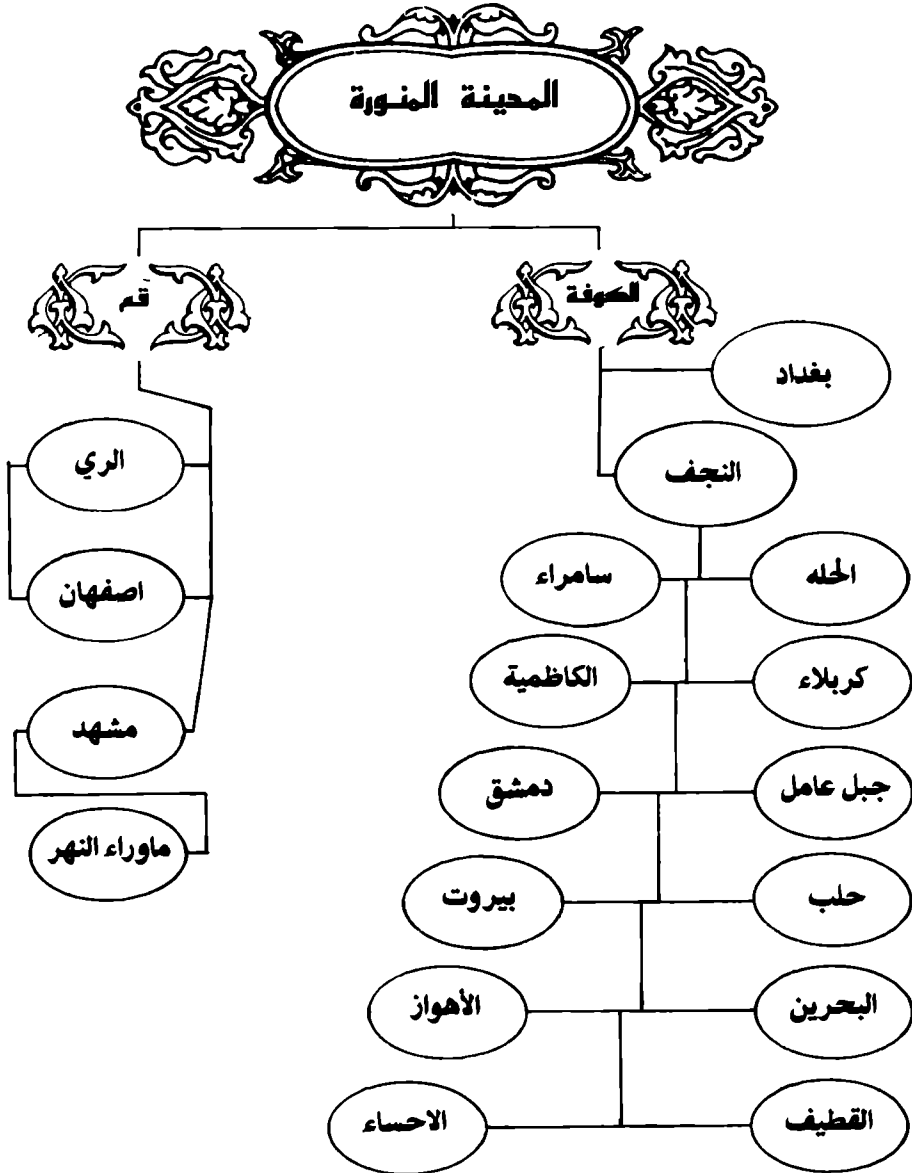 المدينة المنورة
الكوفة
قم
بغداد
النجف
الحله
سامراء
كربلاء
الكاظمية
جبل عامل
دمشق
حلب
بيروت
البحرين
الأهواز
القطيف
الاحساء
الري
اصفهان
مشهد
ماوراء النهر